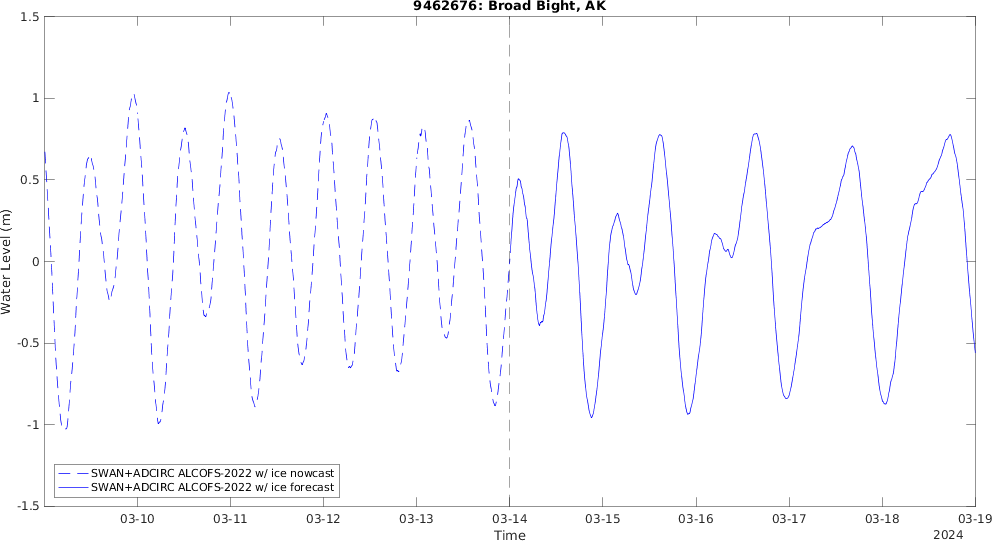 9462676: Broad Bight, AK
1.5
1
0.5
0
-0.5
-1
-1.5
Water Level (m)
SWAN+ADCIRC ALCOFS-2022 w/ ice nowcast
SWAN+ADCIRC ALCOFS-2022 w/ ice forecast
03-10 03-11 03-12 03-13 03-14 03-15 03-16 03-17 03-18 03-19
Time
2024